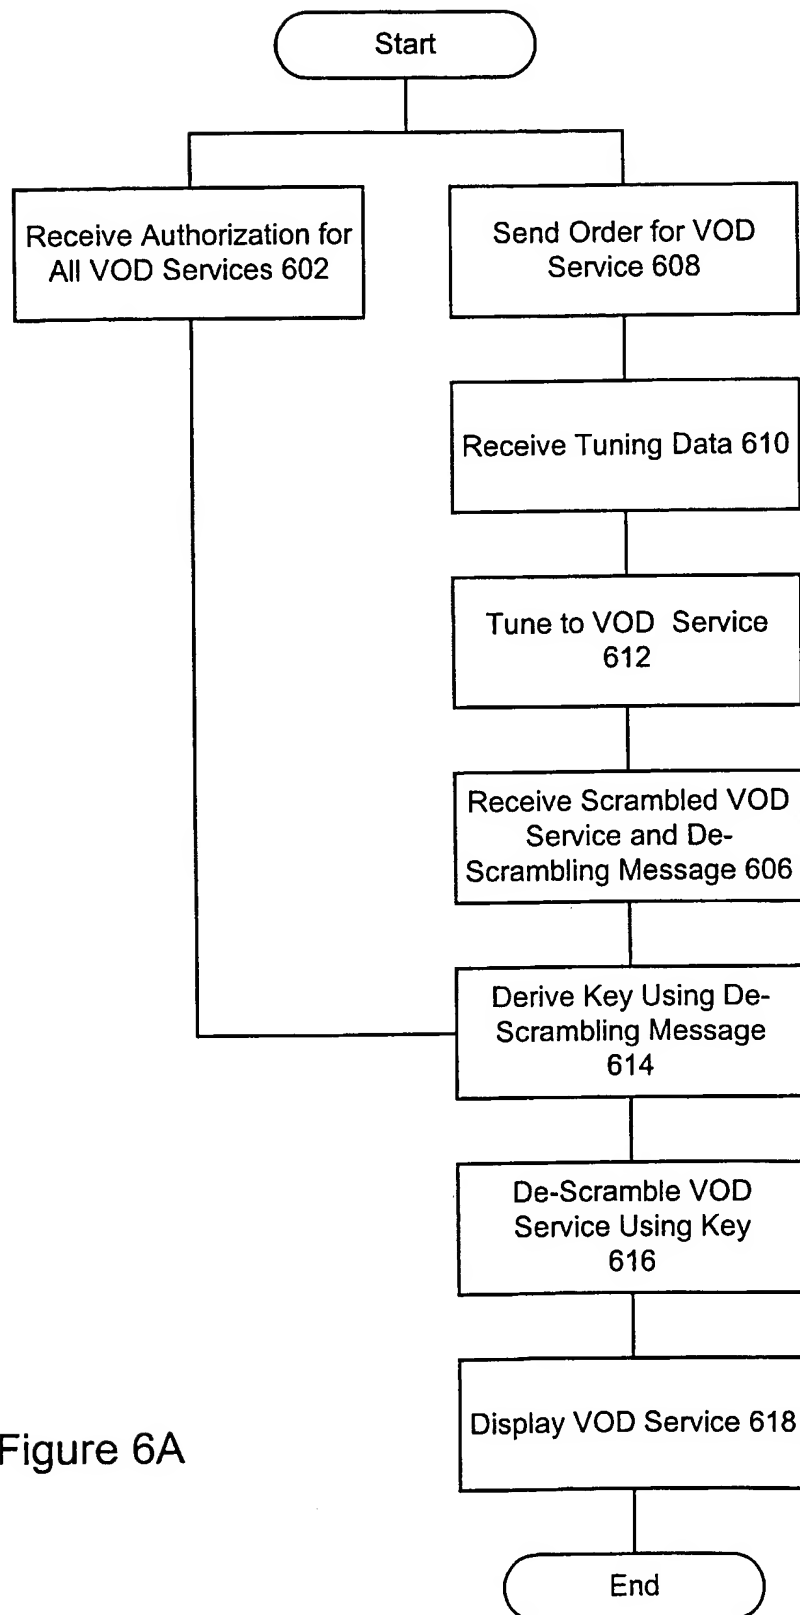 Start
Receive Authorization for
All VOD Services 602
Send Order for VOD
Service 608
Receive Tuning Data 610
Tune to VOD Service
612
Receive Scrambled VOD
Service and De-
Scrambling Message 606
Derive Key Using De-
Scrambling Message
614
De-Scramble VOD
Service Using Key
616
Display VOD Service 618
Figure 6A
End